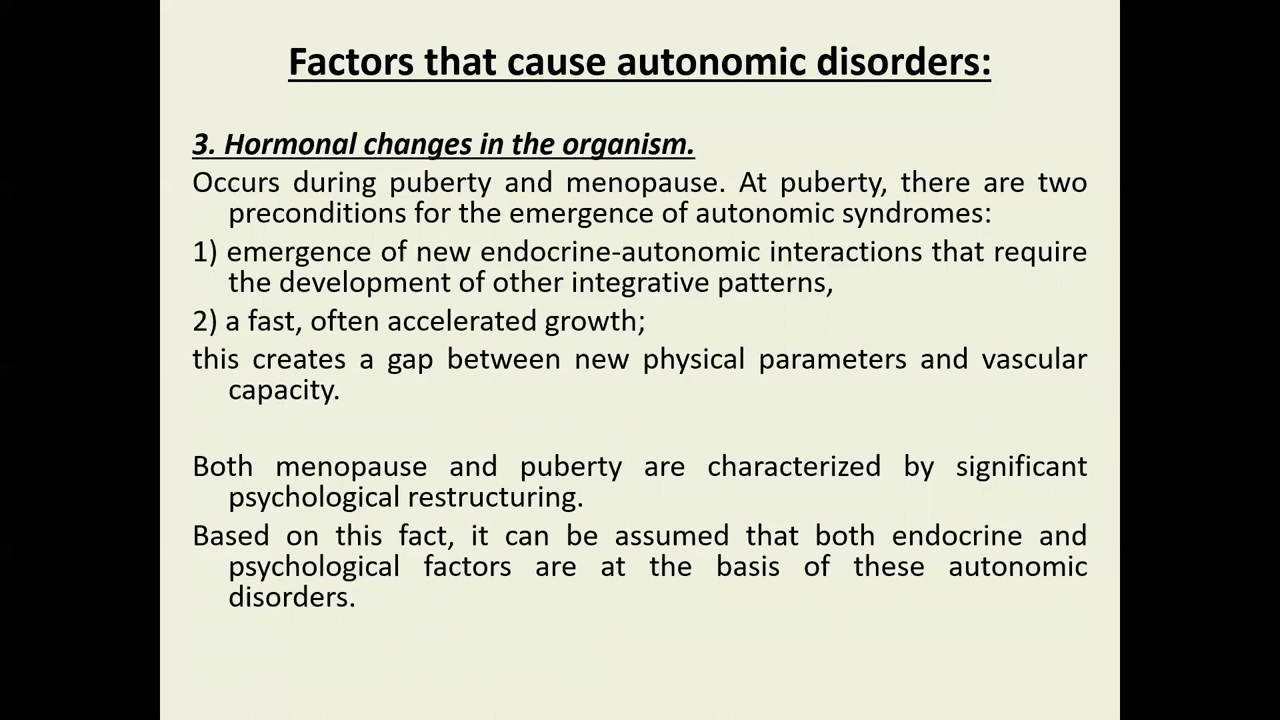 Factors that cause autonomic disorders:
3. Hormonal changes in the organism.
Occurs during puberty and menopause. At puberty, there are two
preconditions for the emergence of autonomic syndromes:
1) emergence of new endocrine-autonomic interactions that require
the development of other integrative patterns,
2) a fast, often accelerated growth;
this creates a gap between new physical parameters and vascular
capacity.
Both menopause and puberty are characterized by significant
psychological restructuring.
Based on this fact, it can be assumed that both endocrine and
psychological factors are at the basis of these autonomic
disorders.